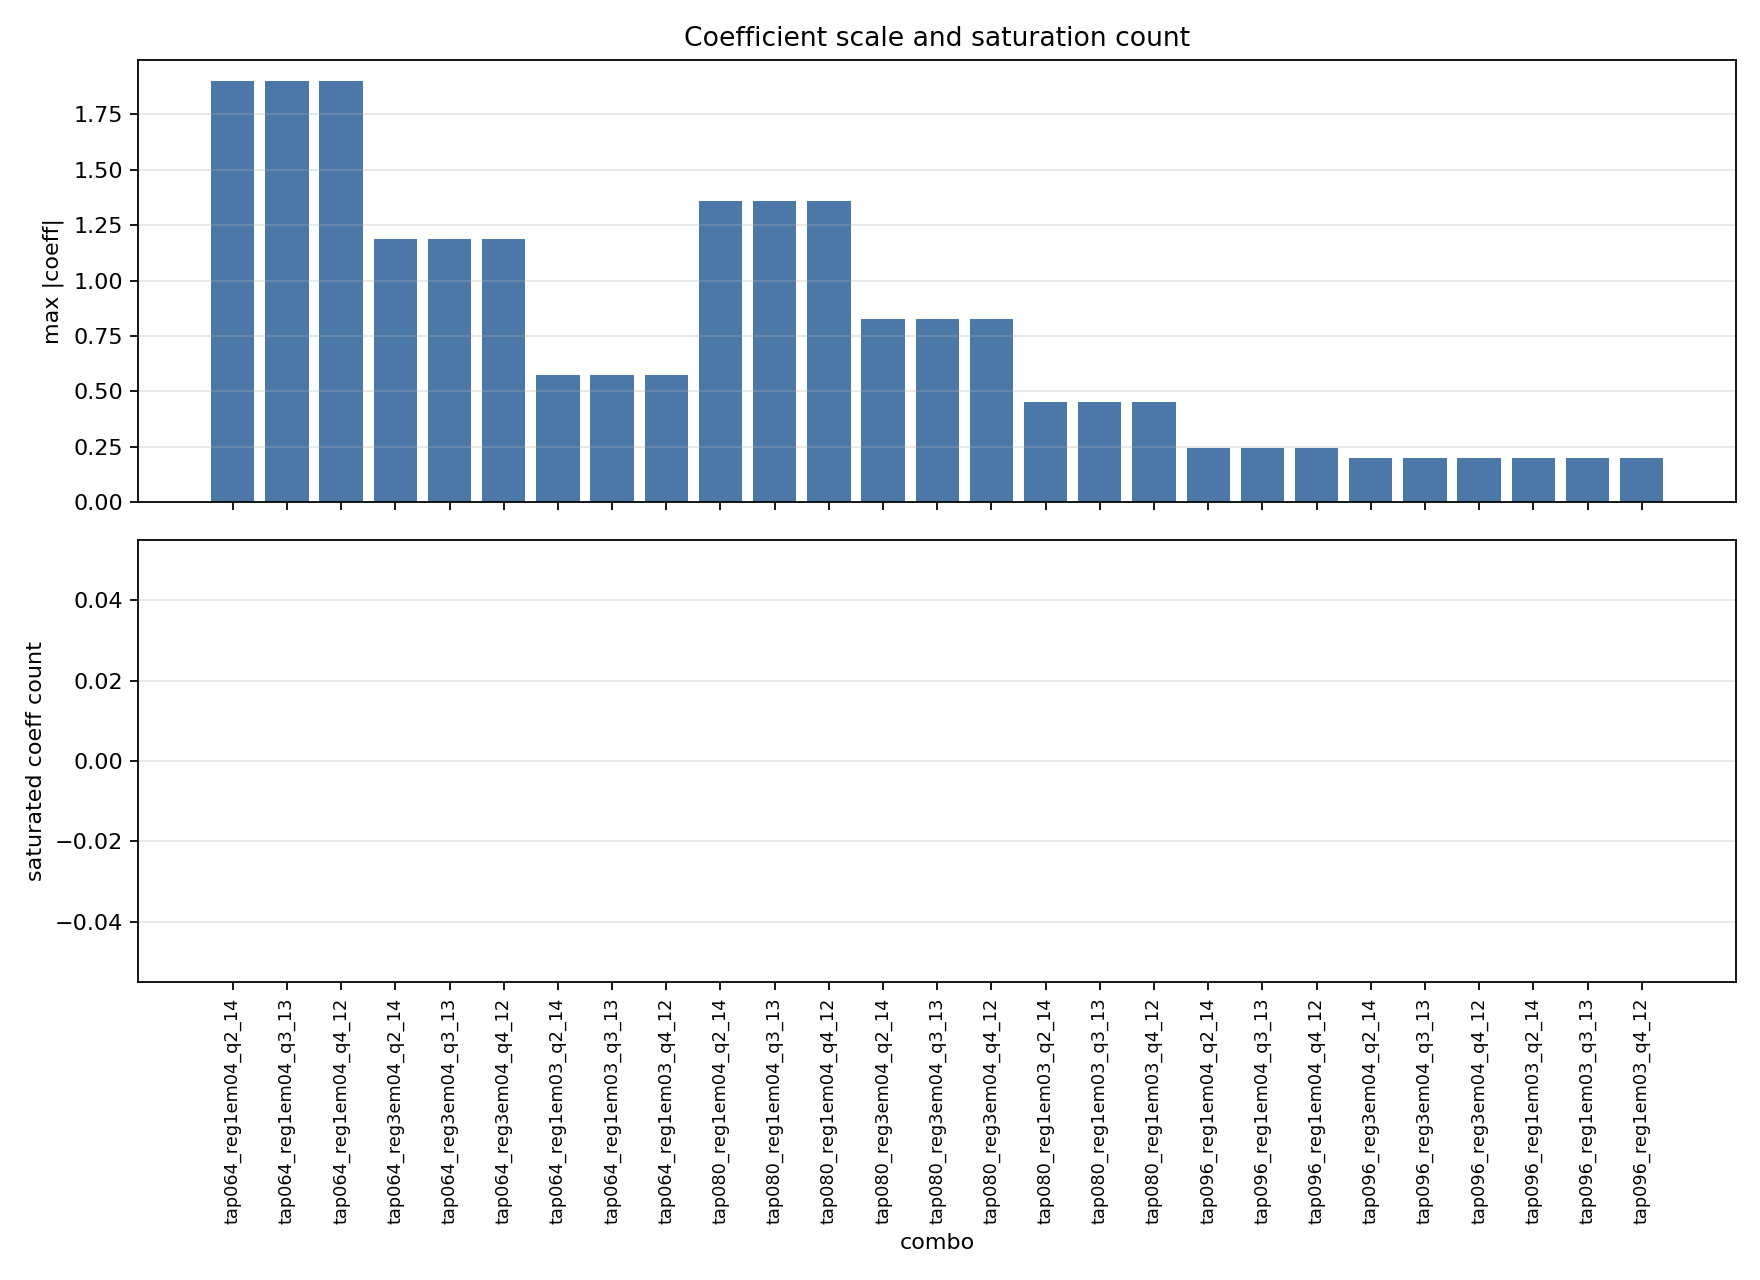 Coefficient scale and saturation count
max |coeff|
1.75
1.50
1.25
1.00
0.75
0.50
0.25
0.00
saturated coeff count
0.04
0.02
0.00
−0.02
−0.04
tap064_reg1em04_q2_14
tap064_reg1em04_q3_13
tap064_reg1em04_q4_12
tap064_reg3em04_q2_14
tap064_reg3em04_q3_13
tap064_reg3em04_q4_12
tap064_reg1em03_q2_14
tap064_reg1em03_q3_13
tap064_reg1em03_q4_12
tap080_reg1em04_q2_14
tap080_reg1em04_q3_13
tap080_reg1em04_q4_12
tap080_reg3em04_q2_14
tap080_reg3em04_q3_13
tap080_reg3em04_q4_12
tap080_reg1em03_q2_14
tap080_reg1em03_q3_13
tap080_reg1em03_q4_12
tap096_reg1em04_q2_14
tap096_reg1em04_q3_13
tap096_reg1em04_q4_12
tap096_reg3em04_q2_14
tap096_reg3em04_q3_13
tap096_reg3em04_q4_12
tap096_reg1em03_q2_14
tap096_reg1em03_q3_13
tap096_reg1em03_q4_12
combo